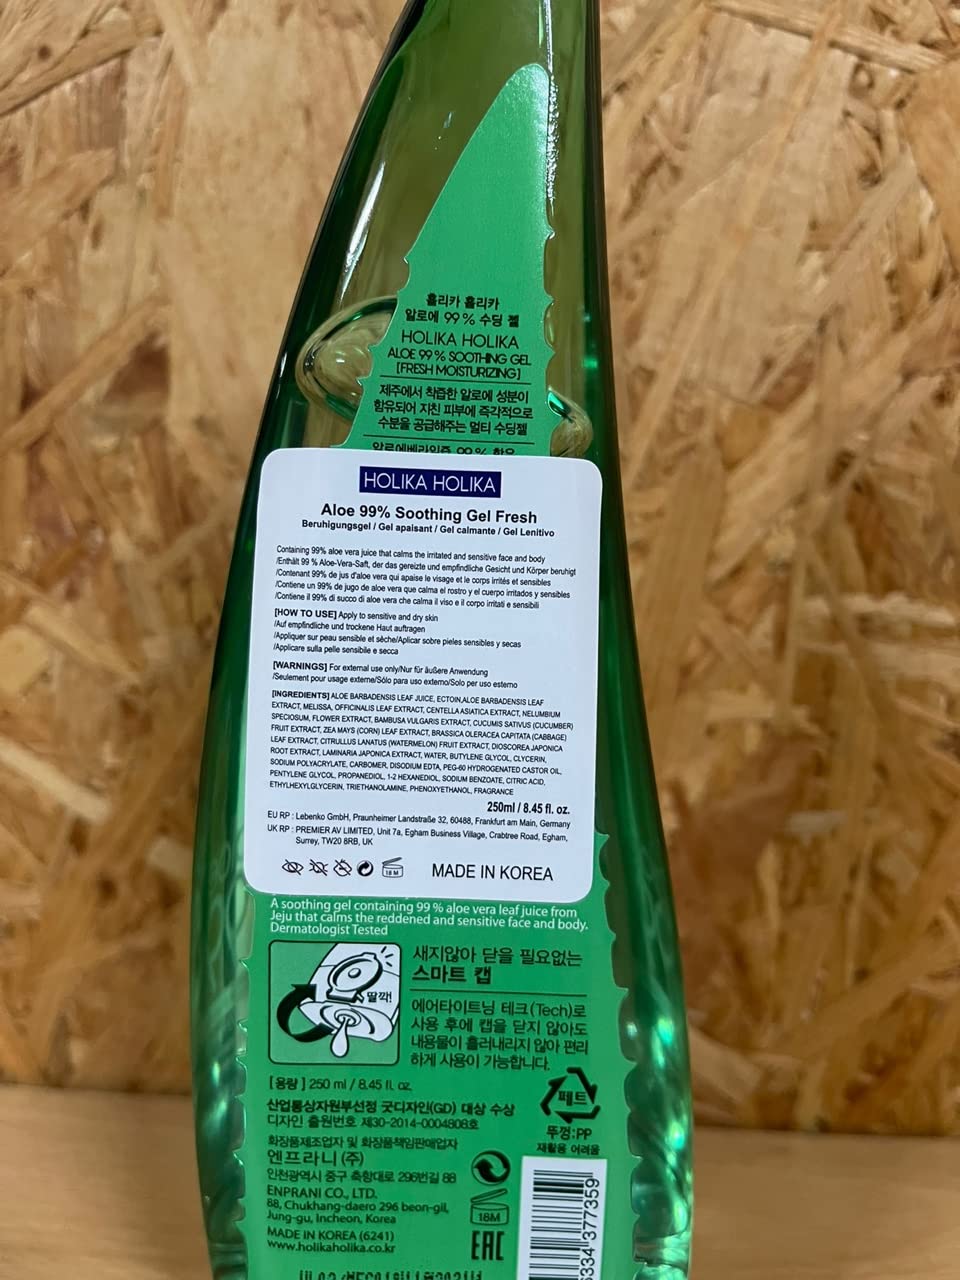 홀리카 홀리카
알로에 99 % 수딩 젤
HOLIKA HOLIKA
ALOE 99 % SOOTHING GEL
[FRESH MOISTURIZING]
제주에서 착즙한 알로에 성분이
함유되어 지친 피부에 즉각적으로
수분을 공급해주는 멀티 수딩젤
알로에베라잎즙 99 % 함유
HOLIKA HOLIKA
Aloe 99% Soothing Gel Fresh
Beruhigungsgel / Gel apaisant / Gel calmante / Gel Lenitivo
Containing 99% aloe vera juice that calms the irritated and sensitive face and body
/Enthält 99 % Aloe-Vera-Saft, der das gereizte und empfindliche Gesicht und Körper beruhigt
/Contenant 99% de jus d'aloe vera qui apaise le visage et le corps irrités et sensibles
/Contiene un 99% de jugo de aloe vera que calma el rostro y el cuerpo irritados y sensibles
/Contiene il 99% di succo di aloe vera che calma il viso e il corpo irritati e sensibili
[HOW TO USE] Apply to sensitive and dry skin
/Auf empfindliche und trockene Haut auftragen
/Appliquer sur peau sensible et sèche/Aplicar sobre pieles sensibles y secas
/Applicare sulla pelle sensibile e secca
[WARNINGS] For external use only/Nur für äußere Anwendung
/Seulement pour usage externe/Sólo para uso externo/Solo per uso esterno
[INGREDIENTS] ALOE BARBADENSIS LEAF JUICE, ECTOIN,ALOE BARBADENSIS LEAF
EXTRACT, MELISSA, OFFICINALIS LEAF EXTRACT, CENTELLA ASIATICA EXTRACT, NELUMBIUM
SPECIOSUM, FLOWER EXTRACT, BAMBUSA VULGARIS EXTRACT, CUCUMIS SATIVUS (CUCUMBER)
FRUIT EXTRACT, ZEA MAYS (CORN) LEAF EXTRACT, BRASSICA OLERACEA CAPITATA (CABBAGE)
LEAF EXTRACT, CITRULLUS LANATUS (WATERMELON) FRUIT EXTRACT, DIOSCOREA JAPONICA
ROOT EXTRACT, LAMINARIA JAPONICA EXTRACT, WATER, BUTYLENE GLYCOL, GLYCERIN,
SODIUM POLYACRYLATE, CARBOMER, DISODIUM EDTA, PEG-60 HYDROGENATED CASTOR OIL,
PENTYLENE GLYCOL, PROPANEDIOL, 1-2 HEXANEDIOL, SODIUM BENZOATE, CITRIC ACID,
ETHYLHEXYLGLYCERIN, TRIETHANOLAMINE, PHENOXYETHANOL, FRAGRANCE
250ml / 8.45 fl. oz.
EU RP : Lebenko GmbH, Praunheimer Landstraße 32, 60488, Frankfurt am Main, Germany
UK RP : PREMIER AV LIMITED, Unit 7a, Egham Business Village, Crabtree Road, Egham,
Surrey, TW20 8RB, UK
18 M
MADE IN KOREA
A soothing gel containing 99 % aloe vera leaf juice from
Jeju that calms the reddened and sensitive face and body.
Dermatologist Tested
딸깍!
새지않아 닫을 필요없는
스마트 캡
에어타이트닝 테크(Tech)로
사용 후에 캡을 닫지 않아도
내용물이 흘러내리지 않아 편리
하게 사용이 가능합니다.
[용량] 250 ml / 8.45 fl. oz.
산업통상자원부선정 굿디자인(GD) 대상 수상
디자인 출원번호 제30-2014-0004808호
화장품제조업자 및 화장품책임판매업자
엔프라니 (주)
인천광역시 중구 축항대로 296번길 88
ENPRANI CO., LTD.
88, Chukhang-daero 296 beon-gil,
Jung-gu, Incheon, Korea
MADE IN KOREA (6241)
www.holikaholika.co.kr
페트
뚜껑:PP
재활용 어려움
18M
EAC
6334 377359